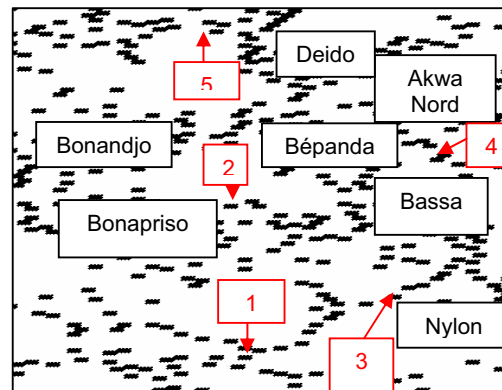 Deido
5
Akwa
Nord
Bonandjo
2
Bépanda
4
Bassa
Bonapriso
1
Nylon
3